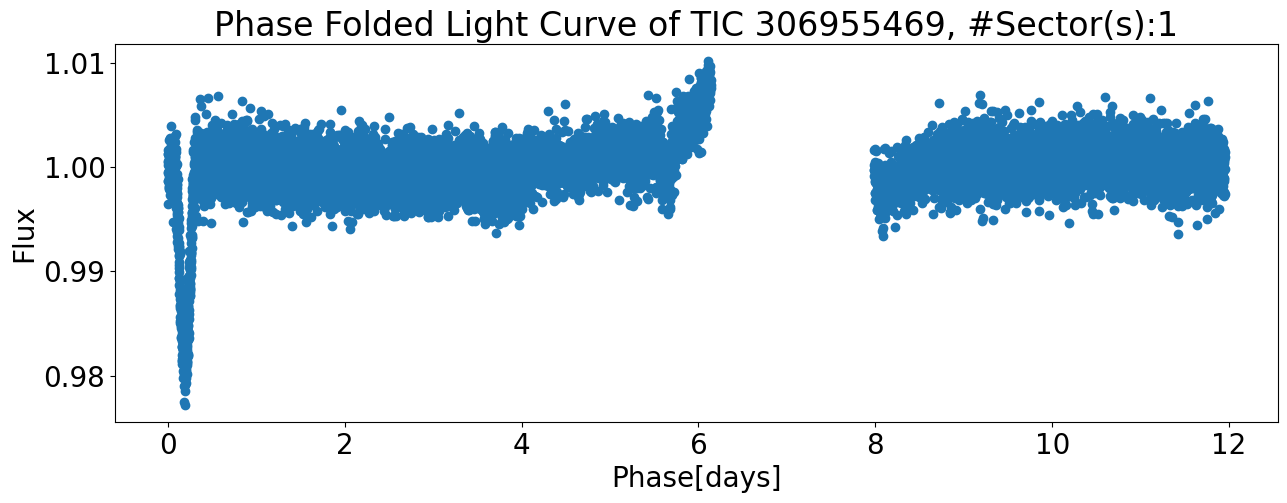 Phase Folded Light Curve of TIC 306955469, #Sector(s):1
1.01
1.00
0.99
0.98
Flux
0 2 4 6 8 10 12
Phase[days]